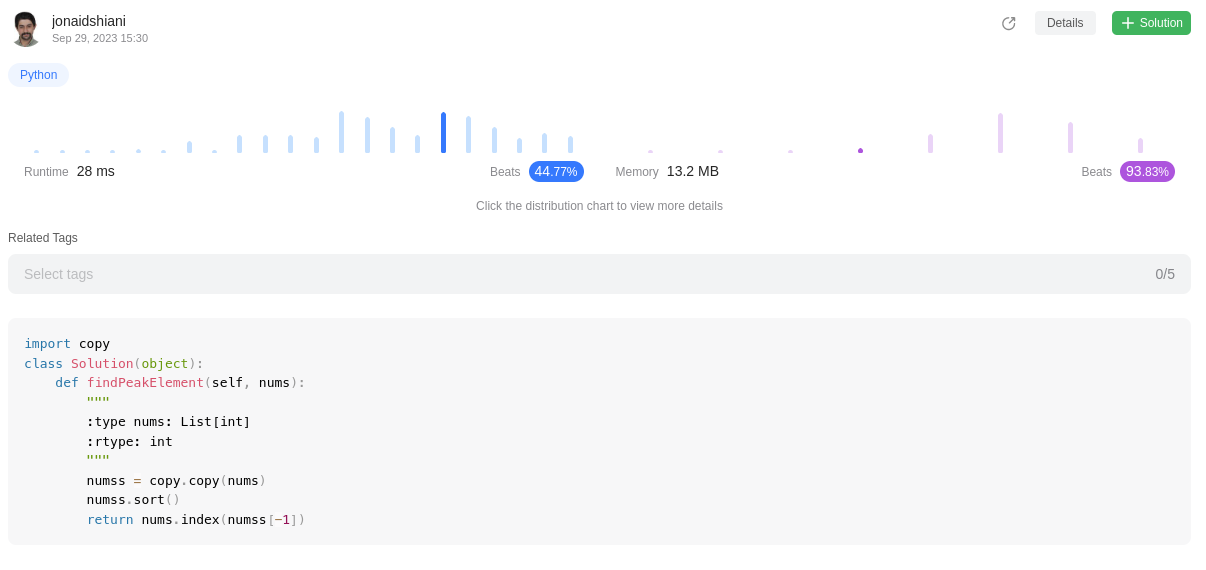 jonaidshiani
Sep 29, 2023 15:30
Details
Solution
Python
Runtime 28 ms
Beats 44.77%
Memory 13.2 MB
Beats 93.83%
Click the distribution chart to view more details
Related Tags
Select tags 0/5
import copy
class Solution(object):
    def findPeakElement(self, nums):
        """
        :type nums: List[int]
        :rtype: int
        """
        numss = copy.copy(nums)
        numss.sort()
        return nums.index(numss[-1])